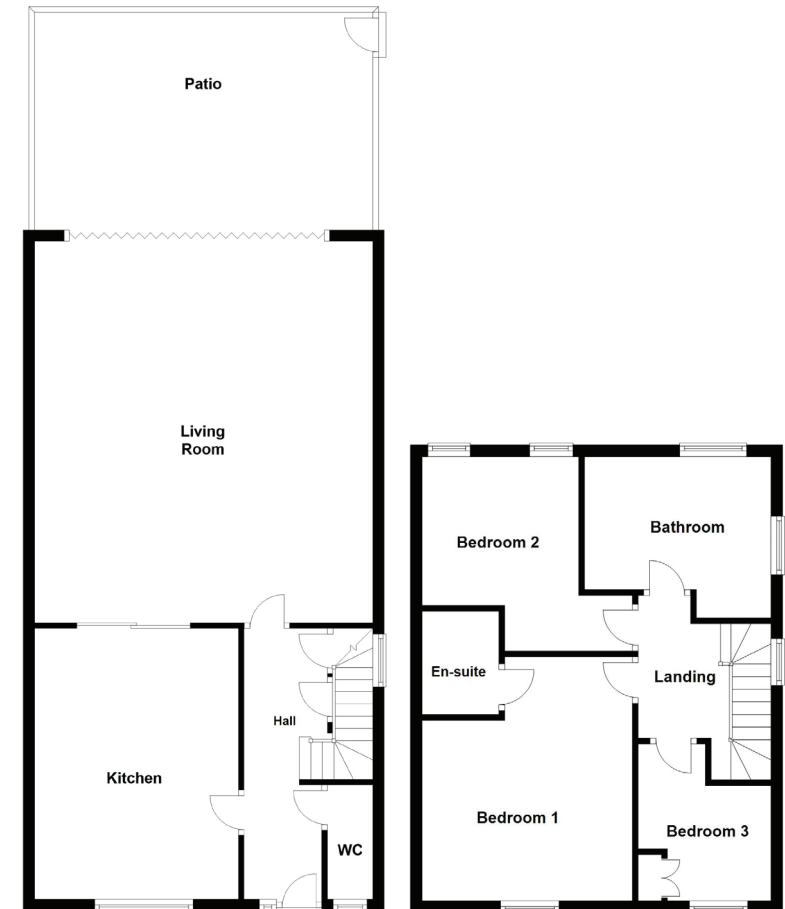 Patio
Living
Room
Hall
Kitchen
WC
Bedroom 2
Bathroom
En-suite
Landing
Bedroom 1
Bedroom 3